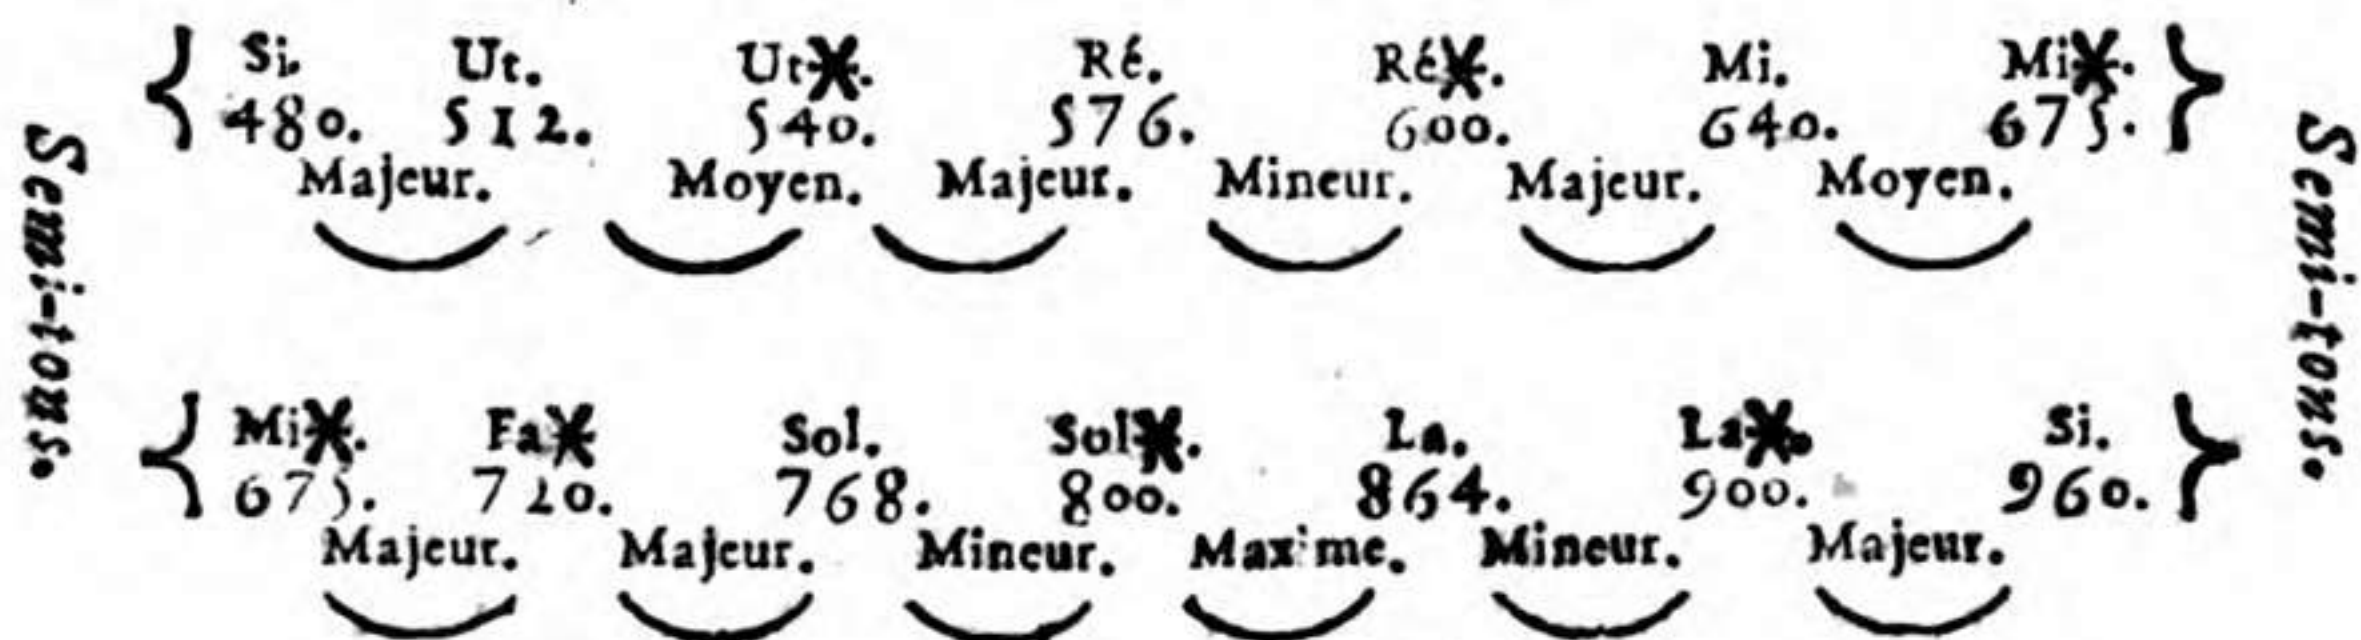 Semi-tons.
Si. Ut. Ut✕. Ré. Ré✕. Mi. Mi✕.
480. 512. 540. 576. 600. 640. 675.
Majeur. Moyen. Majeur. Mineur. Majeur. Moyen.
Mi✕. Fa✕ Sol. Sol✕. La. La✕. Si.
675. 720. 768. 800. 864. 900. 960.
Majeur. Majeur. Mineur. Maxime. Mineur. Majeur.
Semi-tons.